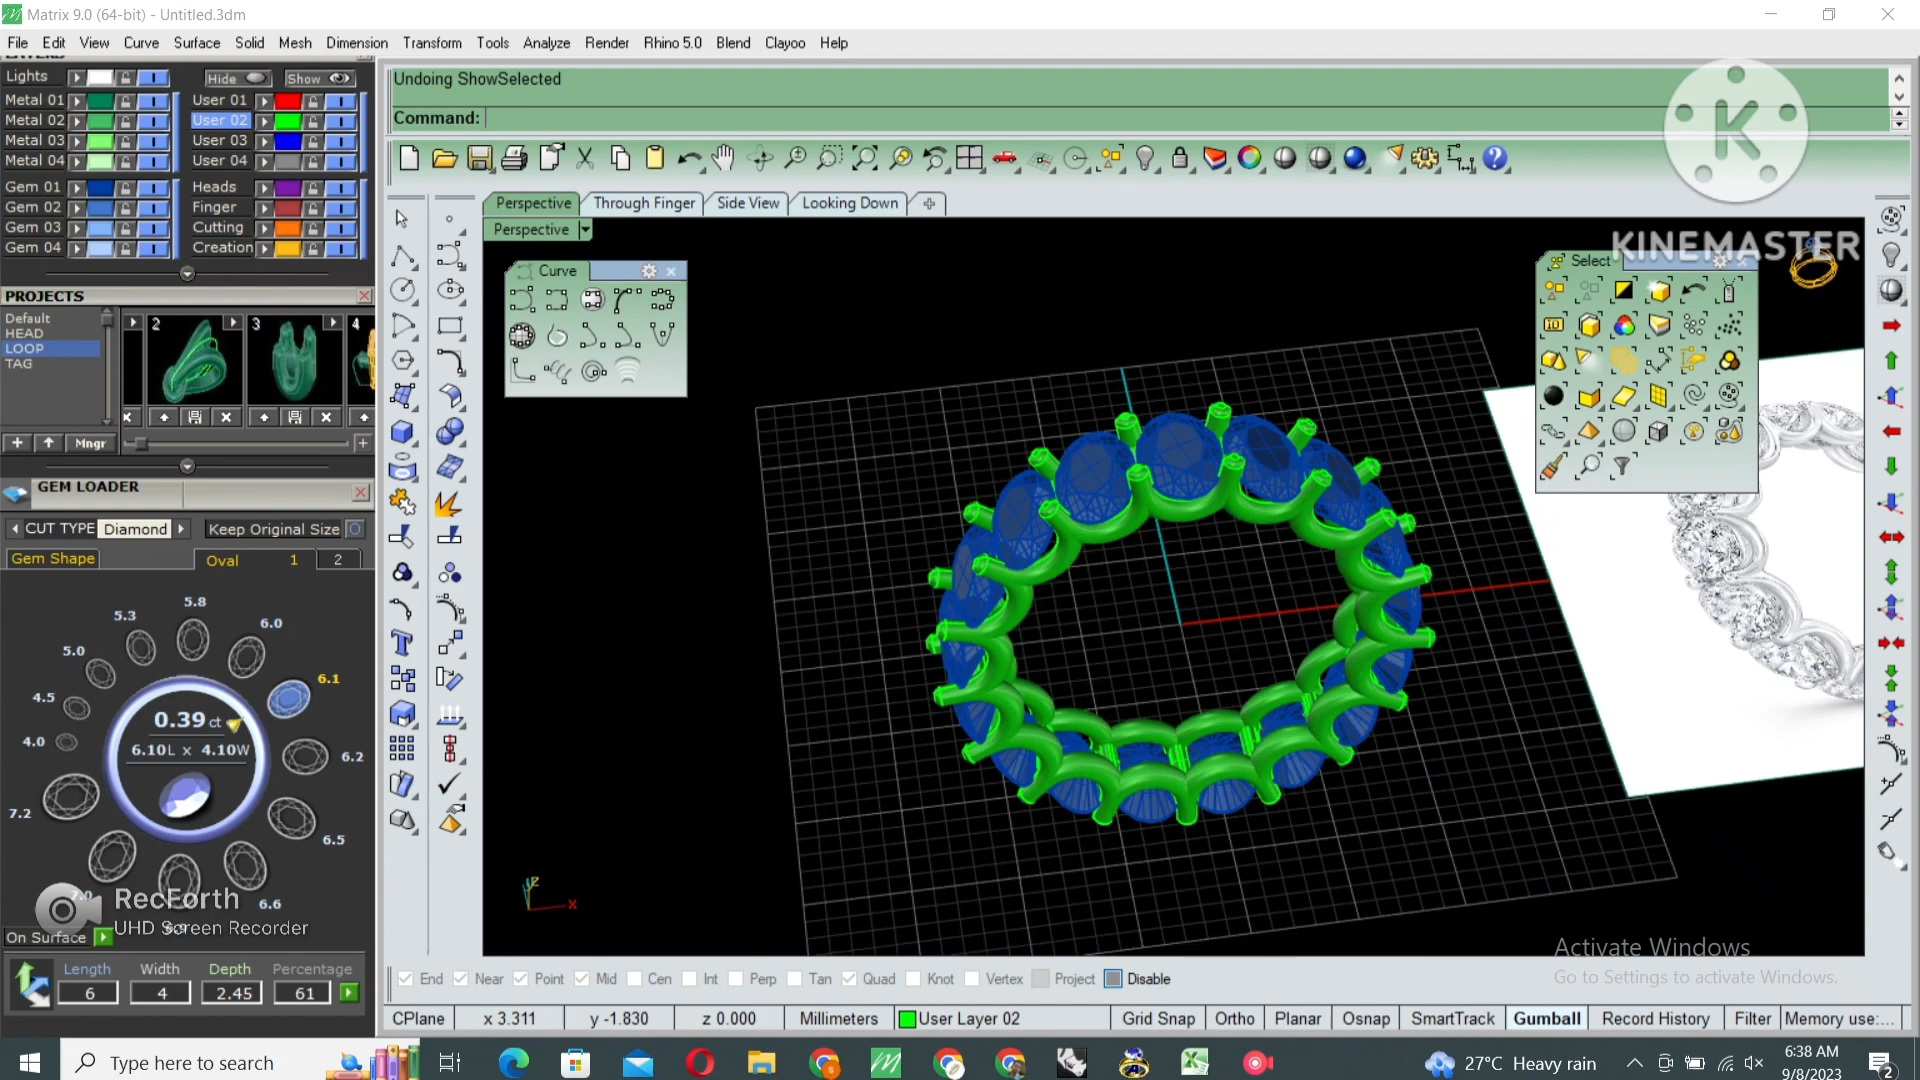 Matrix 9.0 (64-bit) - Untitled.3dm
File Edit View Curve Surface Solid Mesh Dimension Transform Tools Analyze Render Rhino 5.0 Blend Clayoo Help
Lights Hide Show
Metal 01 User 01
Metal 02 User 02
Metal 03 User 03
Metal 04 User 04
Gem 01 Heads
Gem 02 Finger
Gem 03 Cutting
Gem 04 Creation
PROJECTS
Default
HEAD
LOOP
TAG
2 3 4
Mngr
GEM LOADER
CUT TYPE Diamond Keep Original Size
Gem Shape Oval 1 2
5.8
5.3 6.0
5.0 6.1
4.5
4.0 6.2
7.2 6.5
7.0 6.6
0.39 ct
6.10L x 4.10W
RecForth
UHD Screen Recorder
On Surface
Length Width Depth Percentage
6 4 2.45 61
Undoing ShowSelected
Command:
Perspective Through Finger Side View Looking Down
Perspective
Curve
Select
K
KINEMASTER
Z
X
Activate Windows
Go to Settings to activate Windows.
End Near Point Mid Cen Int Perp Tan Quad Knot Vertex Project Disable
CPlane x 3.311 y -1.830 z 0.000 Millimeters User Layer 02 Grid Snap Ortho Planar Osnap SmartTrack Gumball Record History Filter Memory use:...
Type here to search
27°C Heavy rain
6:38 AM
9/8/2023
2